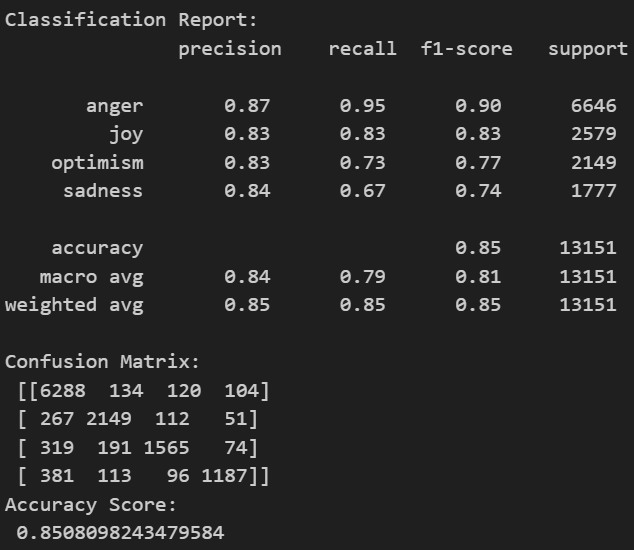 Classification Report:
precision recall f1-score support
anger 0.87 0.95 0.90 6646
joy 0.83 0.83 0.83 2579
optimism 0.83 0.73 0.77 2149
sadness 0.84 0.67 0.74 1777
accuracy 0.85 13151
macro avg 0.84 0.79 0.81 13151
weighted avg 0.85 0.85 0.85 13151
Confusion Matrix:
[[6288 134 120 104]
[ 267 2149 112 51]
[ 319 191 1565 74]
[ 381 113 96 1187]]
Accuracy Score:
0.8508098243479584